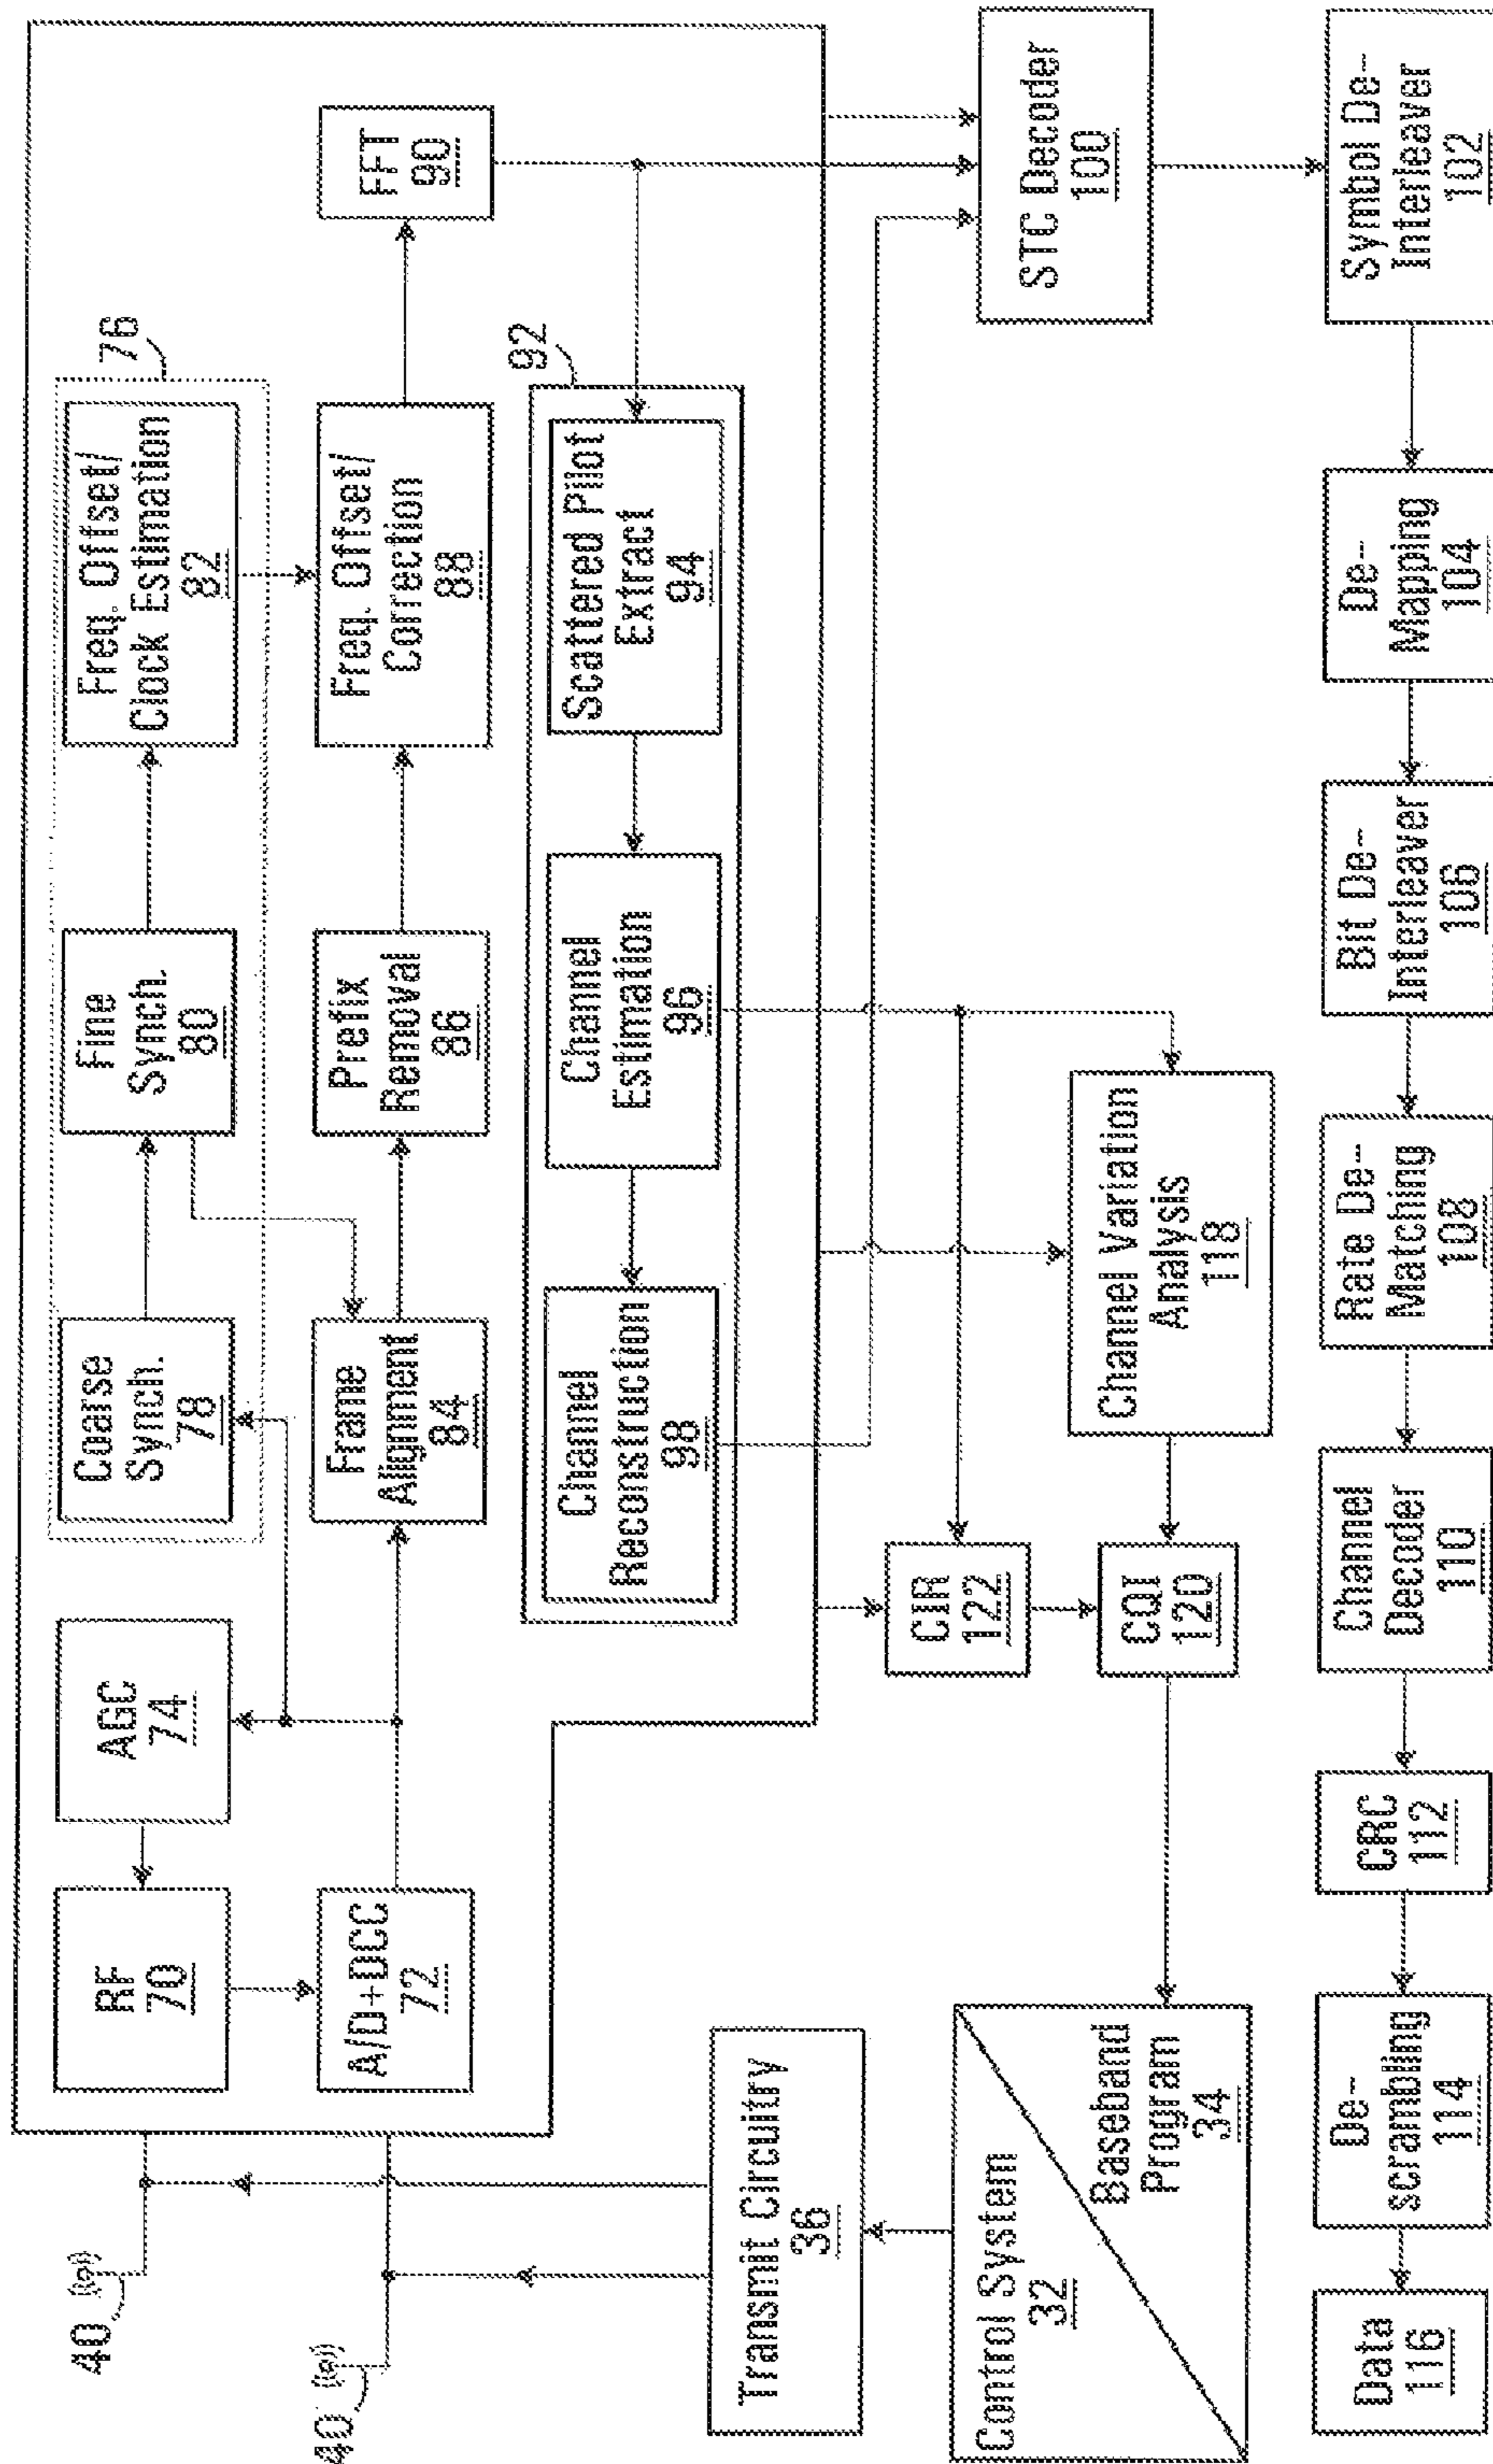 40
40
RF
70
AGC
74
A/D+DCC
72
76
Coarse
Synch.
78
Fine
Synch.
80
Freq. Offset/
Clock Estimation
82
Frame
Alignment
84
Prefix
Removal
86
Freq. Offset/
Correction
88
FFT
90
92
Channel
Reconstruction
98
Channel
Estimation
96
Scattered Pilot
Extract
94
Transmit Circuitry
36
CIR
122
STC Decoder
100
Control System
32
Baseband
Program
34
CQI
120
Channel Variation
Analysis
118
Data
116
De-
scrambling
114
CRC
112
Channel
Decoder
110
Rate De-
Matching
108
Bit De-
Interleaver
106
De-
Mapping
104
Symbol De-
Interleaver
102